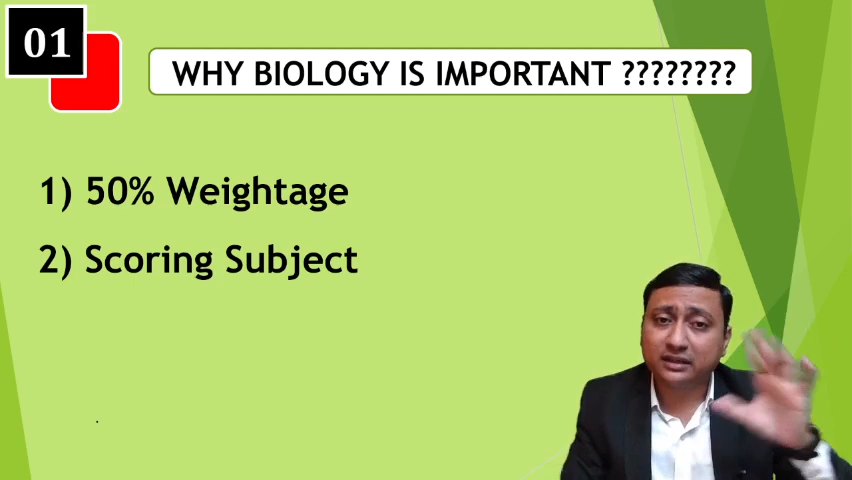 01
WHY BIOLOGY IS IMPORTANT ????????
1) 50% Weightage
2) Scoring Subject